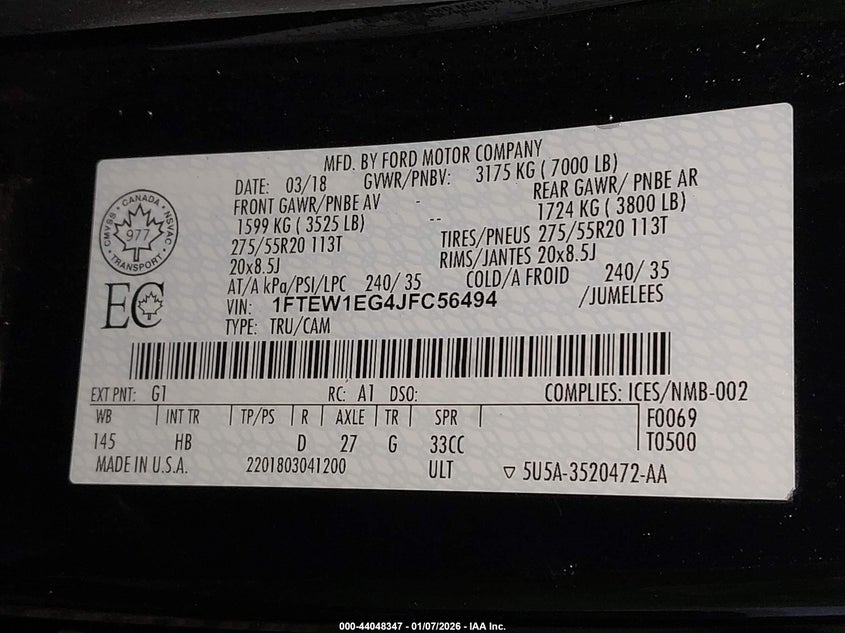 MFD. BY FORD MOTOR COMPANY
DATE: 03/18 GVWR/PNBV: 3175 KG ( 7000 LB)
FRONT GAWR/PNBE AV - REAR GAWR/ PNBE AR
1599 KG ( 3525 LB) -- 1724 KG ( 3800 LB)
275/55R20 113T TIRES/PNEUS 275/55R20 113T
20x8.5J RIMS/JANTES 20x8.5J
AT/A kPa/PSI/LPC 240/ 35 COLD/A FROID 240/ 35
VIN: 1FTEW1EG4JFC56494 /JUMELEES
TYPE: TRU/CAM
CANADA
CMVSS NSVAC
977
TRANSPORT
EC
EXT PNT: G1 RC: A1 DSO: COMPLIES: ICES/NMB-002
WB INT TR TP/PS R AXLE TR SPR F0069
145 HB D 27 G 33CC T0500
MADE IN U.S.A. 2201803041200 ULT ▽ 5U5A-3520472-AA
000-44048347 - 01/07/2026 - IAA Inc.